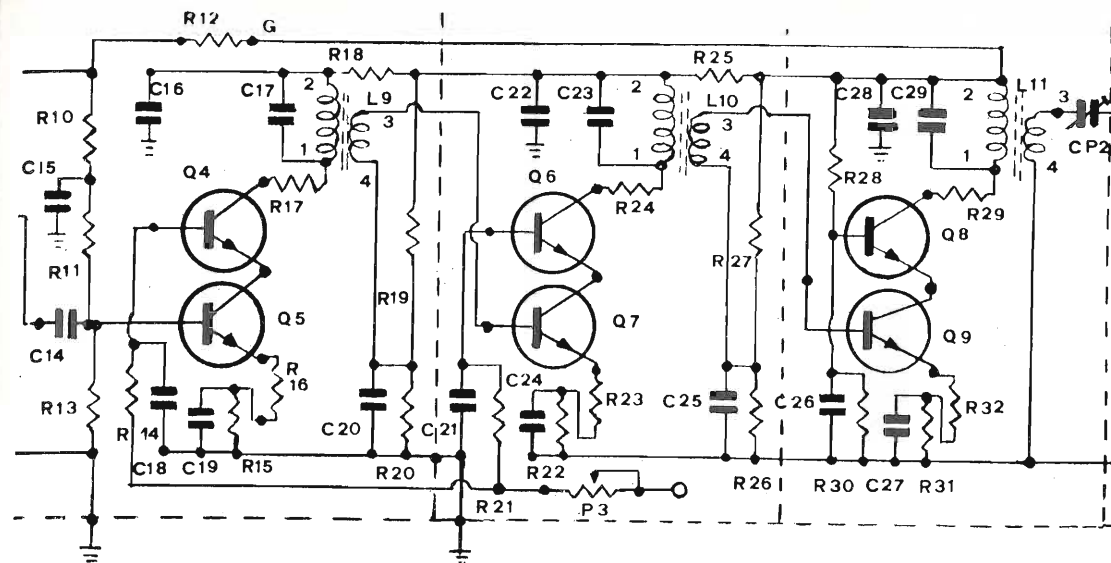 R12
G
R18
R25
C16
C17
2
L9
3
1
4
C22
C23
2
L10
3
1
4
C28
C29
2
L11
3
1
4
CP2
R10
C15
R11
Q4
R17
Q6
R24
R28
R29
Q8
R19
R27
C14
Q5
Q7
Q9
R
16
R13
R 14
C18
C19
R15
C20
R20
C21
C24
R23
R22
R21
P3
C25
R26
C26
R30
C27
R31
R32